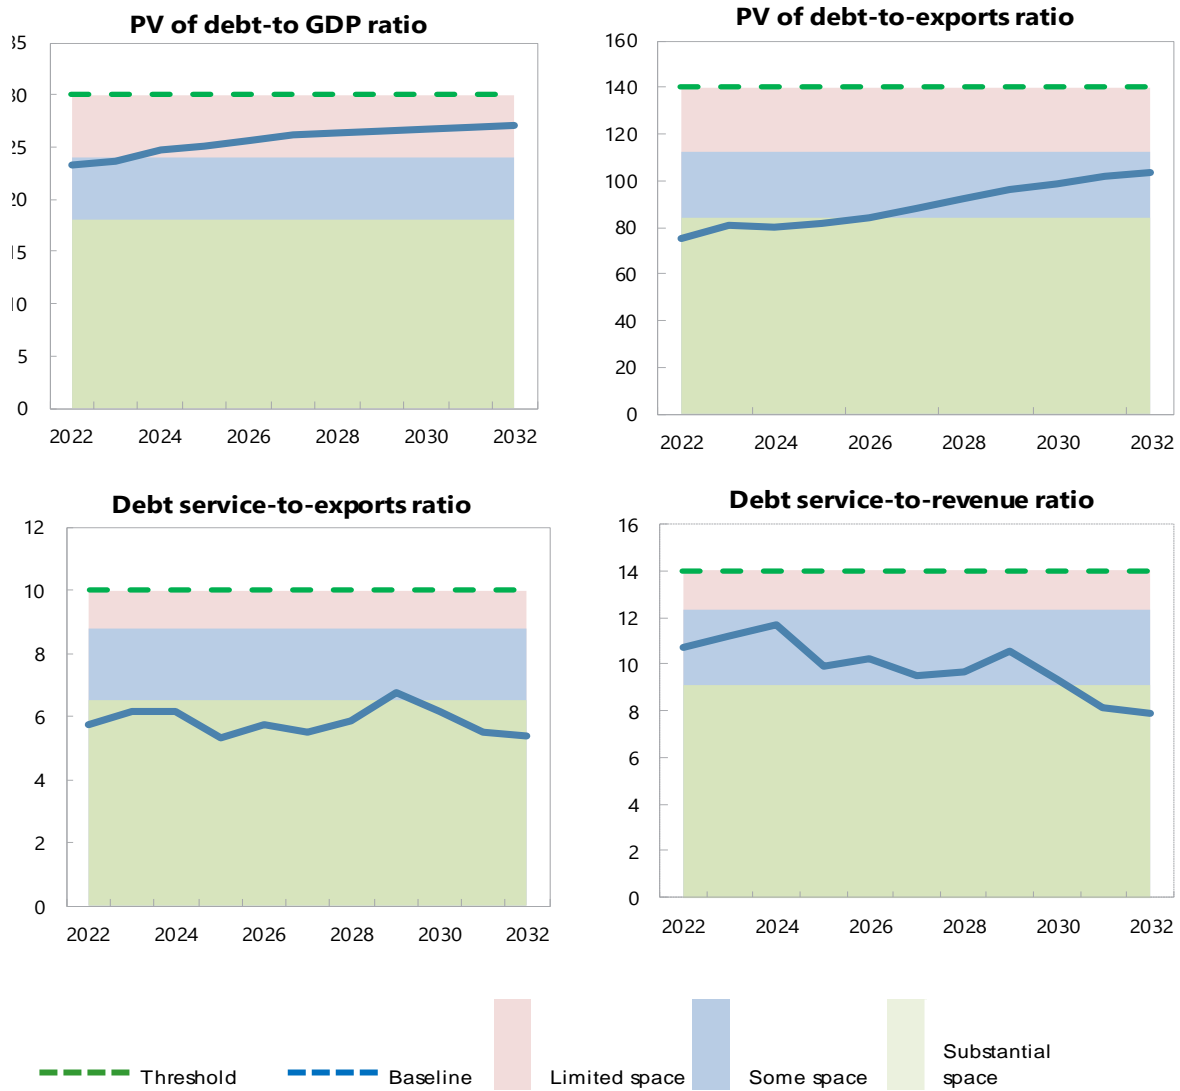 PV of debt-to GDP ratio
35
30
25
20
15
10
5
0
2022 2024 2026 2028 2030 2032
PV of debt-to-exports ratio
160
140
120
100
80
60
40
20
0
2022 2024 2026 2028 2030 2032
Debt service-to-exports ratio
12
10
8
6
4
2
0
2022 2024 2026 2028 2030 2032
Debt service-to-revenue ratio
16
14
12
10
8
6
4
2
0
2022 2024 2026 2028 2030 2032
Threshold
Baseline
Limited space
Some space
Substantial
space